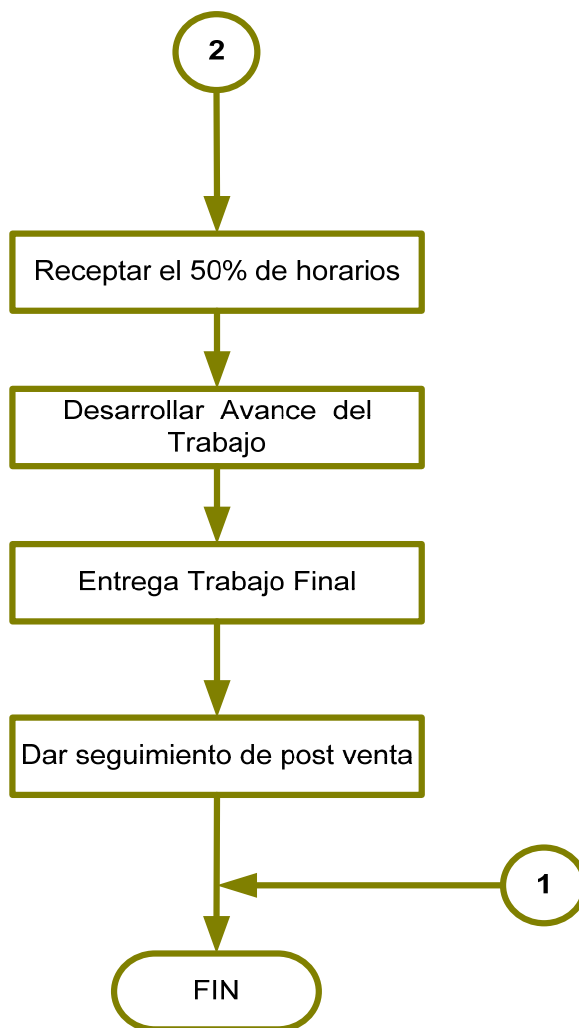 2
Receptar el 50% de horarios
Desarrollar Avance del
Trabajo
Entrega Trabajo Final
Dar seguimiento de post venta
1
FIN